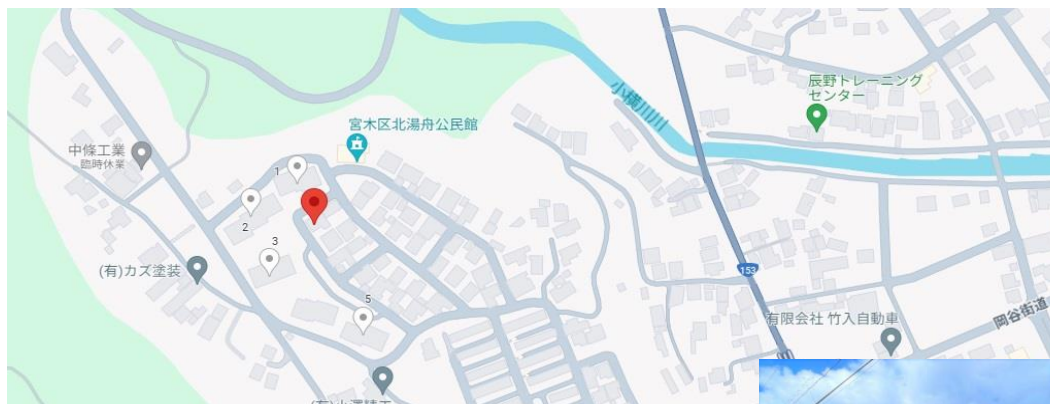 辰野トレーニング
センター
小横川川
宮木区北湯舟公民館
中條工業
臨時休業
1
2
3
(有)カズ塗装
153
5
有限会社 竹入自動車
岡谷街道